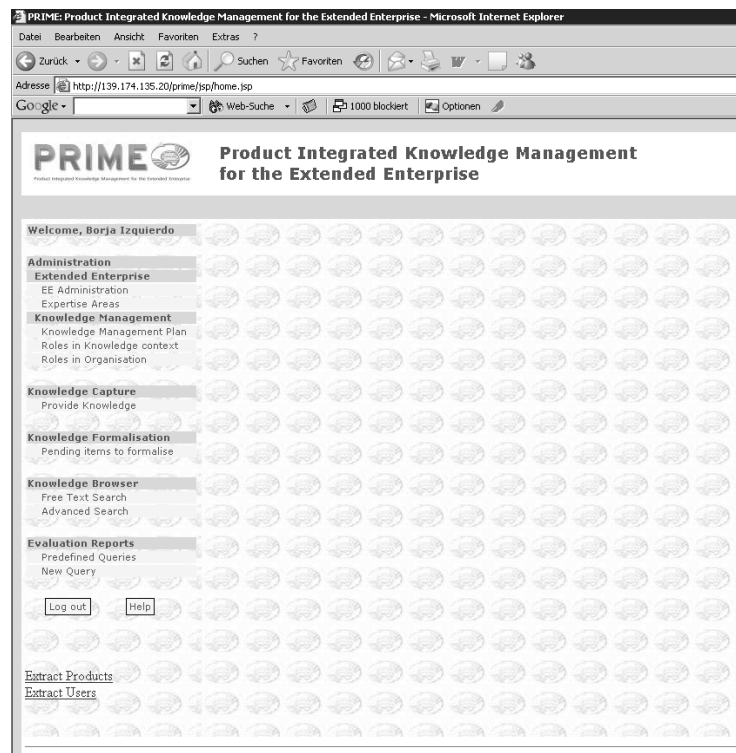 PRIME: Product Integrated Knowledge Management for the Extended Enterprise - Microsoft Internet Explorer
Datei Bearbeiten Ansicht Favoriten Extras ?
Zurück Suchen Favoriten
Adresse http://139.174.135.20/prime/jsp/home.jsp
Google Web-Suche 1000 blockiert Optionen
PRIME
Product Integrated Knowledge Management for the Extended Enterprise
Product Integrated Knowledge Management
for the Extended Enterprise
Welcome, Borja Izquierdo
Administration
Extended Enterprise
EE Administration
Expertise Areas
Knowledge Management
Knowledge Management Plan
Roles in Knowledge context
Roles in Organisation
Knowledge Capture
Provide Knowledge
Knowledge Formalisation
Pending items to formalise
Knowledge Browser
Free Text Search
Advanced Search
Evaluation Reports
Predefined Queries
New Query
Log out Help
Extract Products
Extract Users